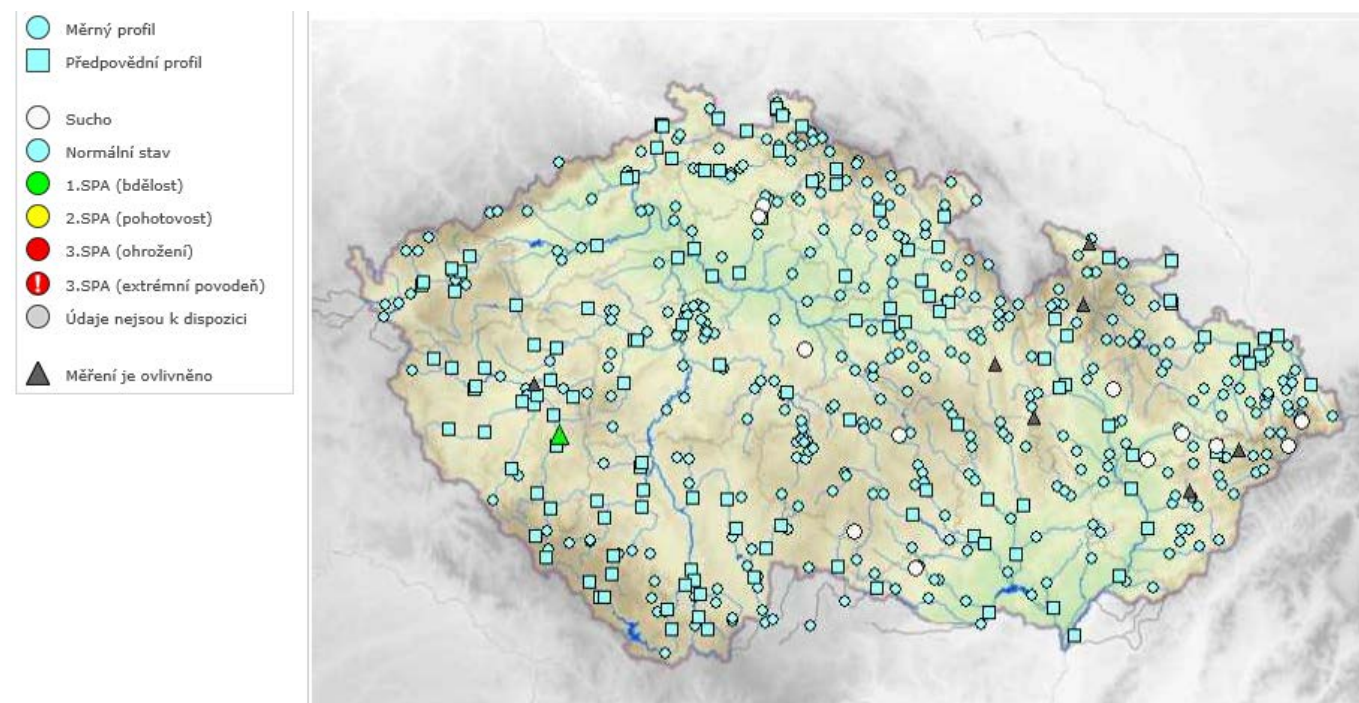 Měrný profil
Předpovědní profil
Sucho
Normální stav
1.SPA (bdělost)
2.SPA (pohotovost)
3.SPA (ohrožení)
3.SPA (extrémní povodeň)
Údaje nejsou k dispozici
Měření je ovlivněno